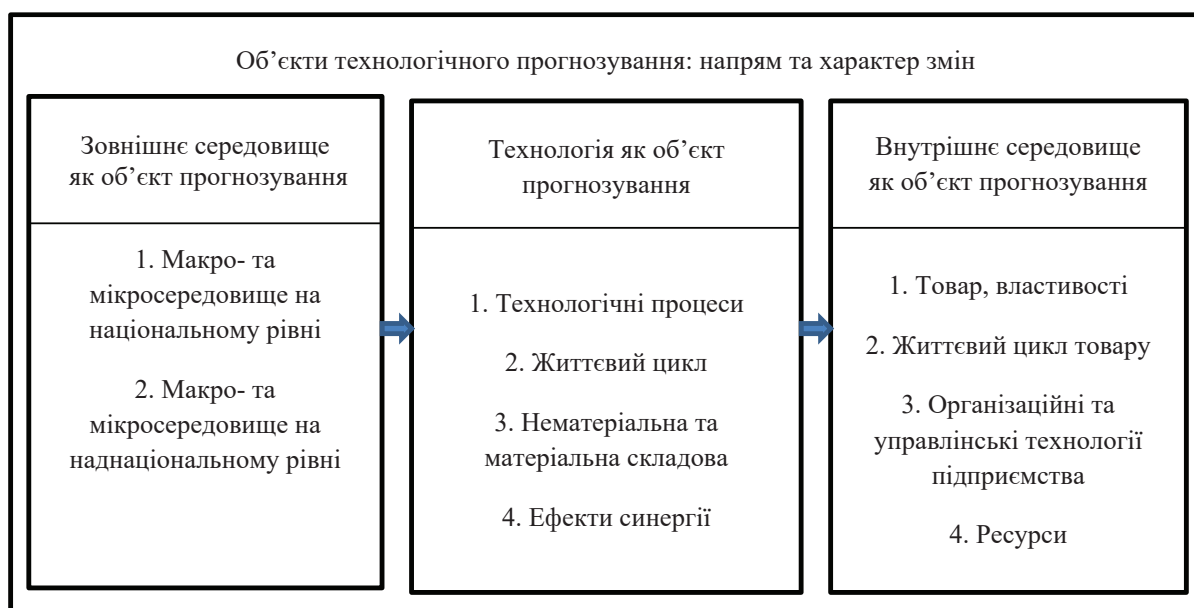 Об’єкти технологічного прогнозування: напрям та характер змін
Зовнішнє середовище
як об’єкт прогнозування
1. Макро- та
мікросередовище на
національному рівні
2. Макро- та
мікросередовище на
наднаціональному рівні
Технологія як об’єкт
прогнозування
1. Технологічні процеси
2. Життєвий цикл
3. Нематеріальна та
матеріальна складова
4. Ефекти синергії
Внутрішнє середовище
як об’єкт прогнозування
1. Товар, властивості
2. Життєвий цикл товару
3. Організаційні та
управлінські технології
підприємства
4. Ресурси